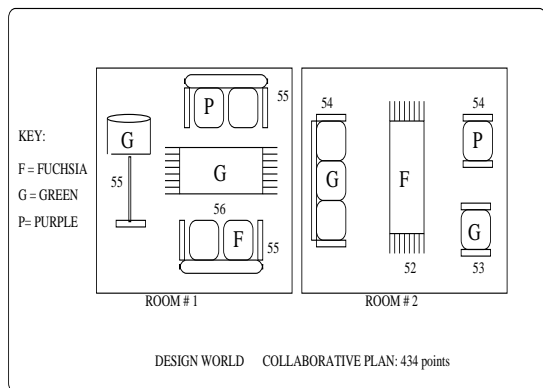 KEY:
F = FUCHSIA
G = GREEN
P= PURPLE
G
55
P
55
G
56
F
55
ROOM # 1
54
G
F
52
54
P
G
53
ROOM # 2
DESIGN WORLD COLLABORATIVE PLAN: 434 points